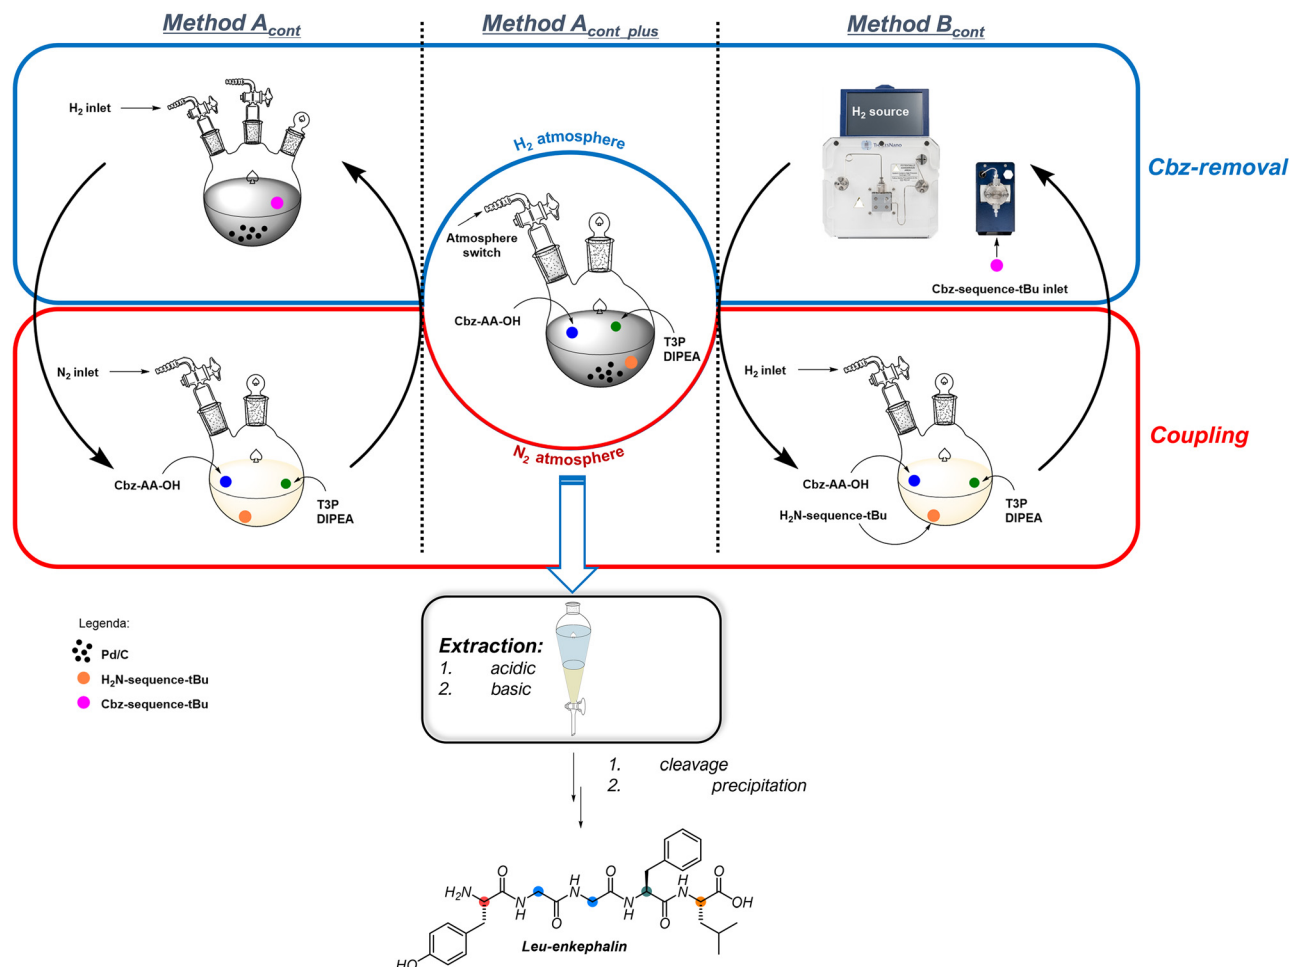 Method A cont
Method A cont_plus
Method B cont
H2 inlet
H2 atmosphere
Atmosphere
switch
Cbz-AA-OH
T3P
DIPEA
N2 atmosphere
H2 source
Cbz-sequence-tBu inlet
Cbz-removal
N2 inlet
Cbz-AA-OH
T3P
DIPEA
H2 inlet
Cbz-AA-OH
H2N-sequence-tBu
T3P
DIPEA
Coupling
Legenda:
Pd/C
H2N-sequence-tBu
Cbz-sequence-tBu
Extraction:
1. acidic
2. basic
1. cleavage
2. precipitation
H2N
O
H
N
O
H
N
O
N
H
O
H
N
O
OH
N
H
O
HO
Leu-enkephalin